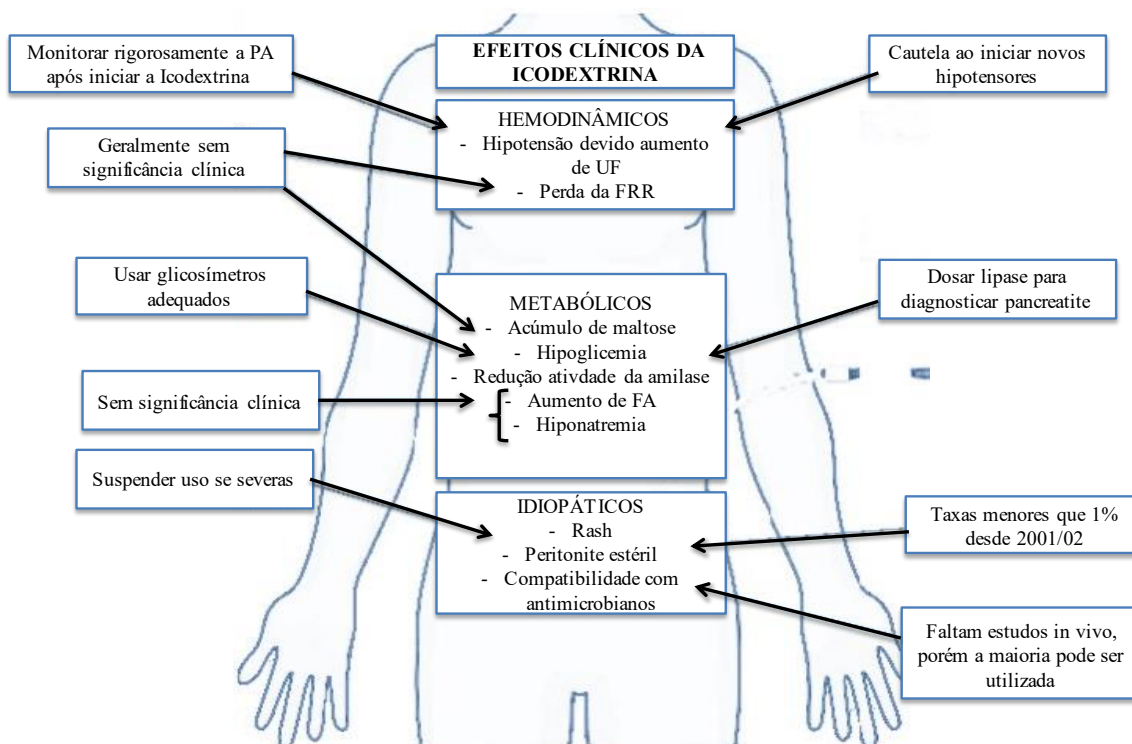 Monitorar rigorosamente a PA
após iniciar a Icodextrina
EFEITOS CLÍNICOS DA
ICODEXTRINA
Cautela ao iniciar novos
hipotensores
HEMODINÂMICOS
- Hipotensão devido aumento
de UF
- Perda da FRR
Geralmente sem
significância clínica
Usar glicosímetros
adequados
METABÓLICOS
- Acúmulo de maltose
- Hipoglicemia
- Redução ativdade da amilase
- Aumento de FA
- Hiponatremia
Dosar lipase para
diagnosticar pancreatite
Sem significância clínica
Suspender uso se severas
IDIOPÁTICOS
- Rash
- Peritonite estéril
- Compatibilidade com
antimicrobianos
Taxas menores que 1%
desde 2001/02
Faltam estudos in vivo,
porém a maioria pode ser
utilizada